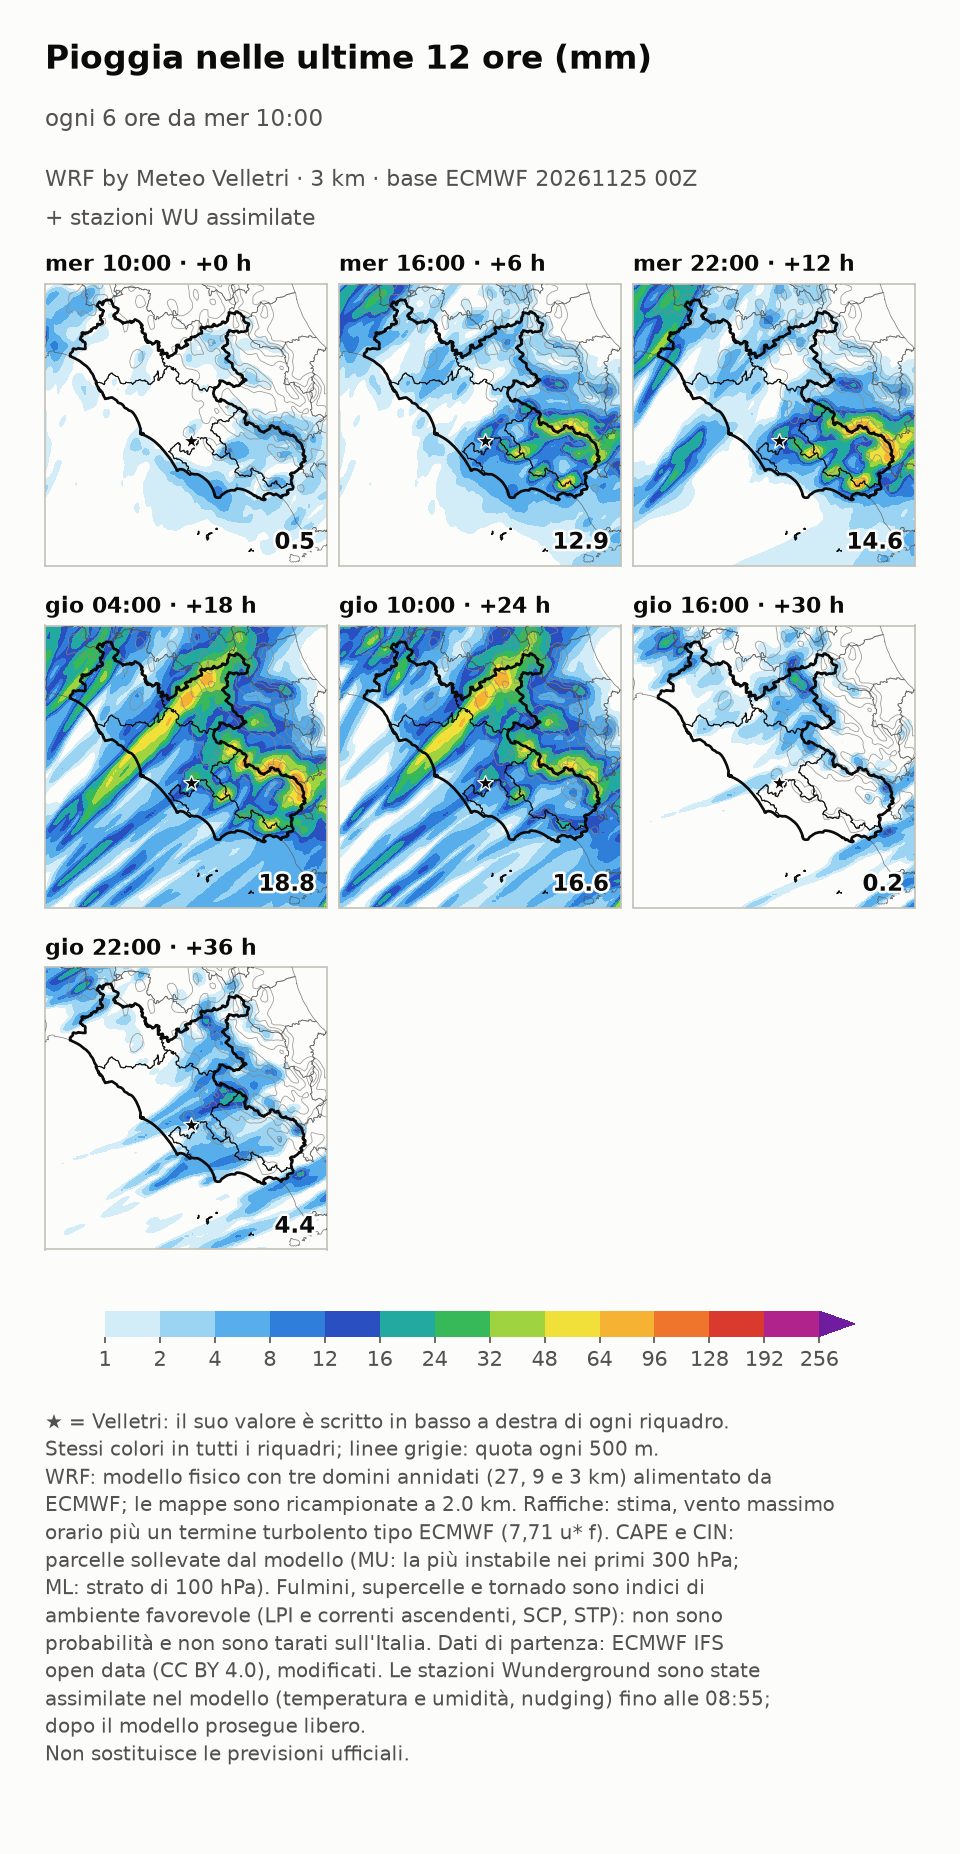 Pioggia nelle ultime 12 ore (mm)
ogni 6 ore da mer 10:00
WRF by Meteo Velletri · 3 km · base ECMWF 20261125 00Z
+ stazioni WU assimilate
mer 10:00 · +0 h
mer 16:00 · +6 h
mer 22:00 · +12 h
0.5
12.9
14.6
gio 04:00 · +18 h
gio 10:00 · +24 h
gio 16:00 · +30 h
18.8
16.6
0.2
gio 22:00 · +36 h
4.4
1 2 4 8 12 16 24 32 48 64 96 128 192 256
★ = Velletri: il suo valore è scritto in basso a destra di ogni riquadro.
Stessi colori in tutti i riquadri; linee grigie: quota ogni 500 m.
WRF: modello fisico con tre domini annidati (27, 9 e 3 km) alimentato da
ECMWF; le mappe sono ricampionate a 2.0 km. Raffiche: stima, vento massimo
orario più un termine turbolento tipo ECMWF (7,71 u* f). CAPE e CIN:
parcelle sollevate dal modello (MU: la più instabile nei primi 300 hPa;
ML: strato di 100 hPa). Fulmini, supercelle e tornado sono indici di
ambiente favorevole (LPI e correnti ascendenti, SCP, STP): non sono
probabilità e non sono tarati sull'Italia. Dati di partenza: ECMWF IFS
open data (CC BY 4.0), modificati. Le stazioni Wunderground sono state
assimilate nel modello (temperatura e umidità, nudging) fino alle 08:55;
dopo il modello prosegue libero.
Non sostituisce le previsioni ufficiali.